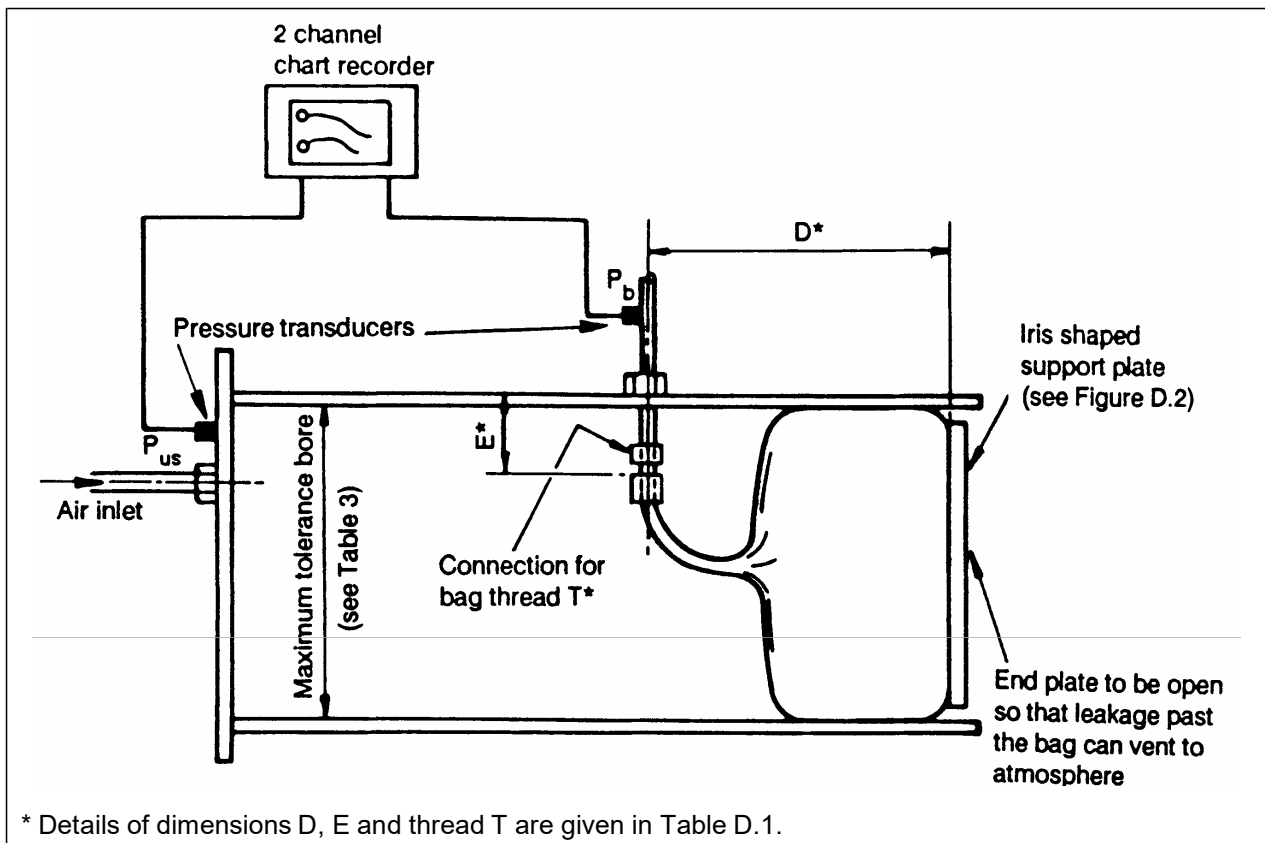 2 channel
chart recorder
D*
P_b
Pressure transducers
Iris shaped
support plate
(see Figure D.2)
E*
Maximum tolerance bore
(see Table 3)
P_us
Air inlet
Connection for
bag thread T*
End plate to be open
so that leakage past
the bag can vent to
atmosphere
* Details of dimensions D, E and thread T are given in Table D.1.